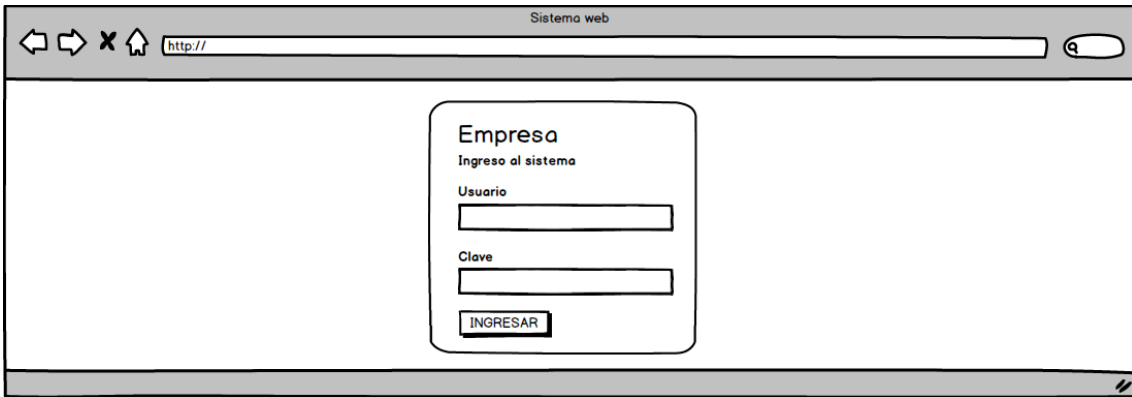 Sistema web
http://
Empresa
Ingreso al sistema
Usuario
Clave
INGRESAR